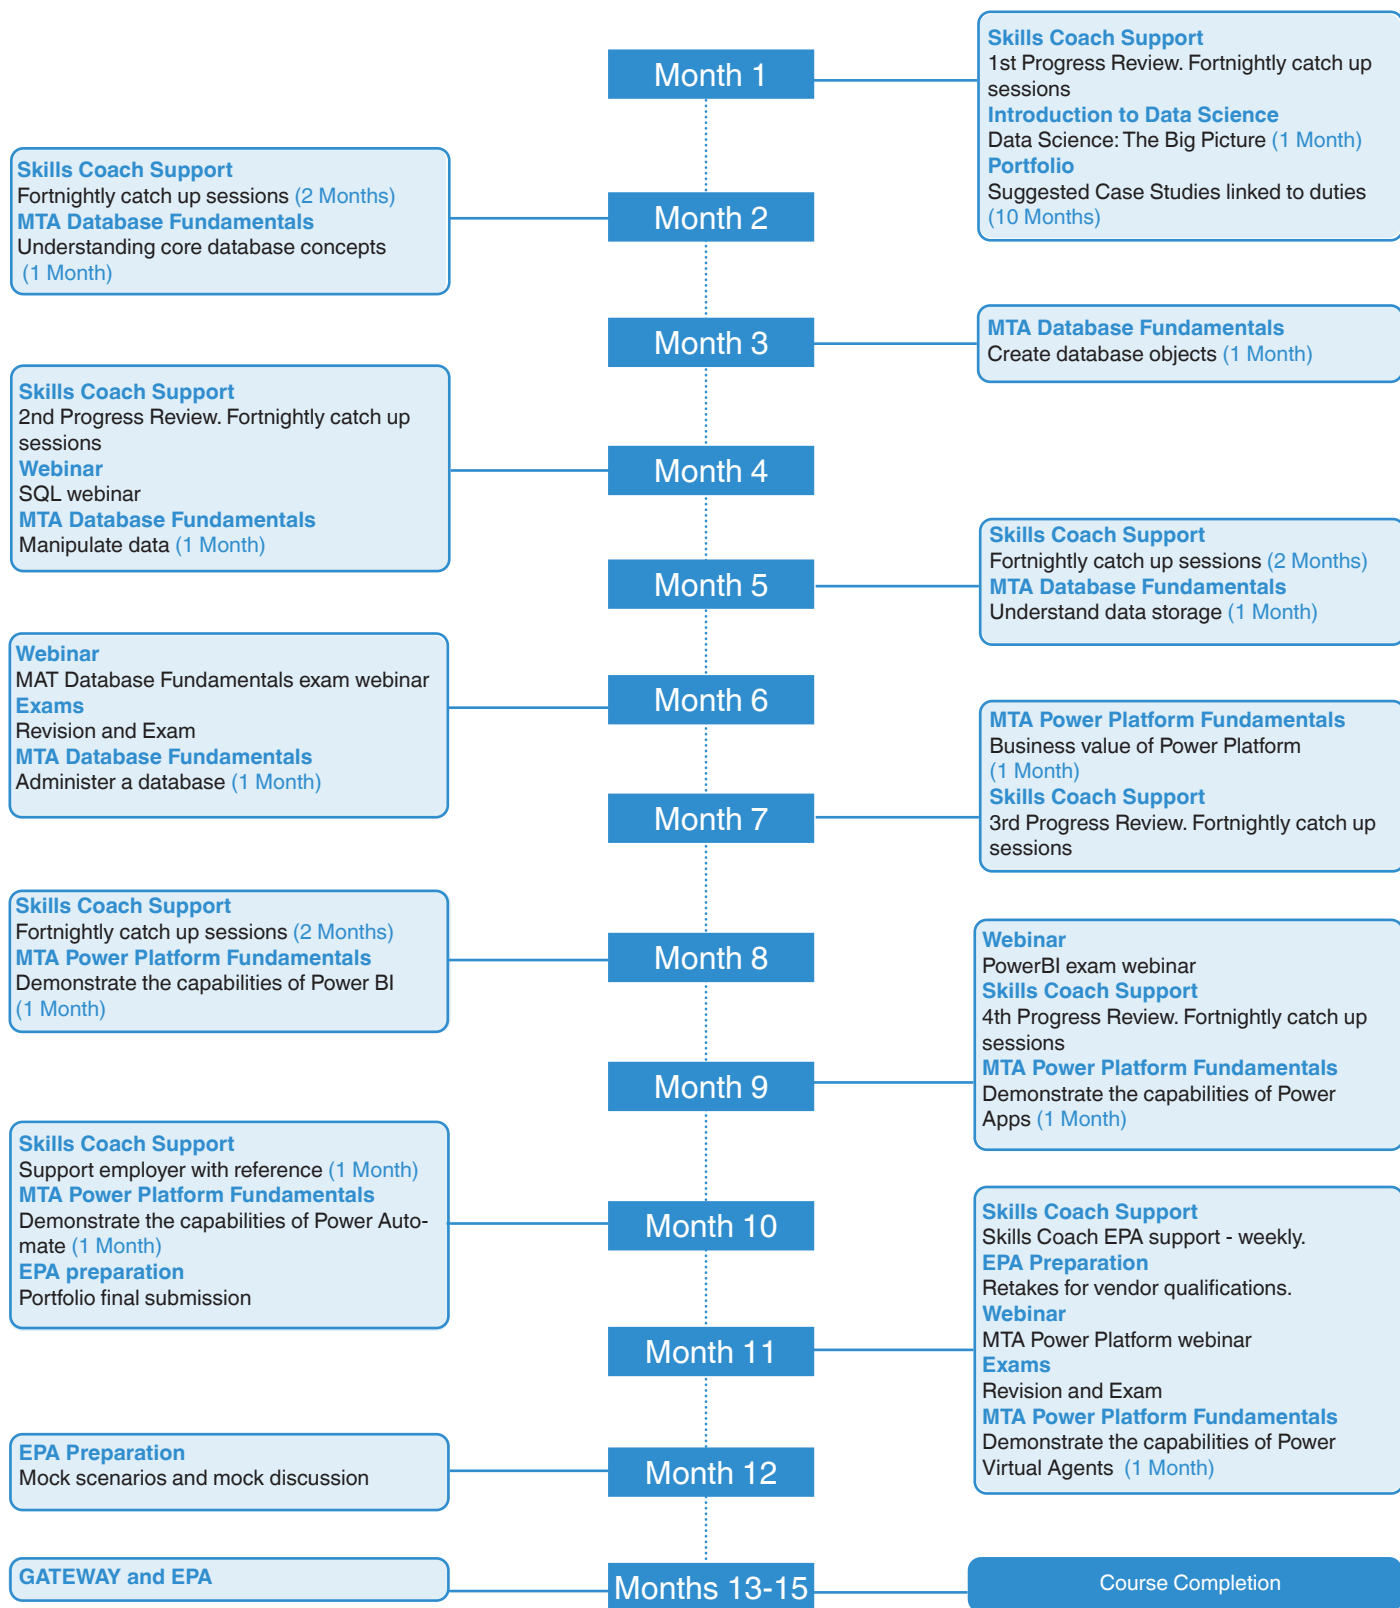 Month 1
Skills Coach Support
1st Progress Review. Fortnightly catch up
sessions
Introduction to Data Science
Data Science: The Big Picture (1 Month)
Portfolio
Suggested Case Studies linked to duties
(10 Months)
Skills Coach Support
Fortnightly catch up sessions (2 Months)
MTA Database Fundamentals
Understanding core database concepts
(1 Month)
Month 2
Month 3
MTA Database Fundamentals
Create database objects (1 Month)
Skills Coach Support
2nd Progress Review. Fortnightly catch up
sessions
Webinar
SQL webinar
MTA Database Fundamentals
Manipulate data (1 Month)
Month 4
Month 5
Skills Coach Support
Fortnightly catch up sessions (2 Months)
MTA Database Fundamentals
Understand data storage (1 Month)
Webinar
MAT Database Fundamentals exam webinar
Exams
Revision and Exam
MTA Database Fundamentals
Administer a database (1 Month)
Month 6
Month 7
MTA Power Platform Fundamentals
Business value of Power Platform
(1 Month)
Skills Coach Support
3rd Progress Review. Fortnightly catch up
sessions
Skills Coach Support
Fortnightly catch up sessions (2 Months)
MTA Power Platform Fundamentals
Demonstrate the capabilities of Power BI
(1 Month)
Month 8
Month 9
Webinar
PowerBI exam webinar
Skills Coach Support
4th Progress Review. Fortnightly catch up
sessions
MTA Power Platform Fundamentals
Demonstrate the capabilities of Power
Apps (1 Month)
Skills Coach Support
Support employer with reference (1 Month)
MTA Power Platform Fundamentals
Demonstrate the capabilities of Power Auto-
mate (1 Month)
EPA preparation
Portfolio final submission
Month 10
Month 11
Skills Coach Support
Skills Coach EPA support - weekly.
EPA Preparation
Retakes for vendor qualifications.
Webinar
MTA Power Platform webinar
Exams
Revision and Exam
MTA Power Platform Fundamentals
Demonstrate the capabilities of Power
Virtual Agents (1 Month)
EPA Preparation
Mock scenarios and mock discussion
Month 12
GATEWAY and EPA
Months 13-15
Course Completion